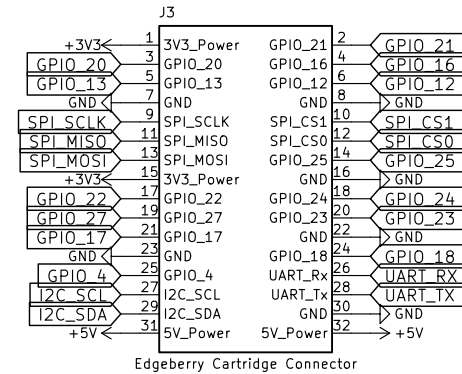 J3
+3V3 1 3V3_Power GPIO_21 2 GPIO_21
GPIO_20 3 GPIO_20 GPIO_16 4 GPIO_16
GPIO_13 5 GPIO_13 GPIO_12 6 GPIO_12
GND 7 GND GND 8 GND
SPI_SCLK 9 SPI_SCLK SPI_CS1 10 SPI_CS1
SPI_MISO 11 SPI_MISO SPI_CS0 12 SPI_CS0
SPI_MOSI 13 SPI_MOSI GPIO_25 14 GPIO_25
+3V3 15 3V3_Power GND 16 GND
GPIO_22 17 GPIO_22 GPIO_24 18 GPIO_24
GPIO_27 19 GPIO_27 GPIO_23 20 GPIO_23
GPIO_17 21 GPIO_17 GND 22 GND
GND 23 GND GPIO_18 24 GPIO_18
GPIO_4 25 GPIO_4 UART_Rx 26 UART_RX
I2C_SCL 27 I2C_SCL UART_Tx 28 UART_TX
I2C_SDA 29 I2C_SDA GND 30 GND
+5V 31 5V_Power 5V_Power 32 +5V
Edgeberry Cartridge Connector